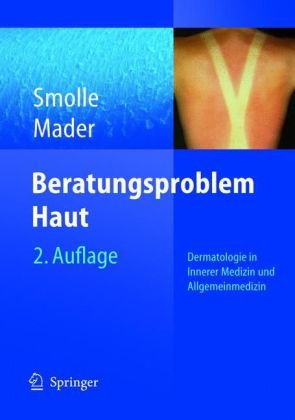 Smolle
Mader
Beratungsproblem
Haut
2. Auflage
Dermatologie in
Innerer Medizin und
Allgemeinmedizin
Springer